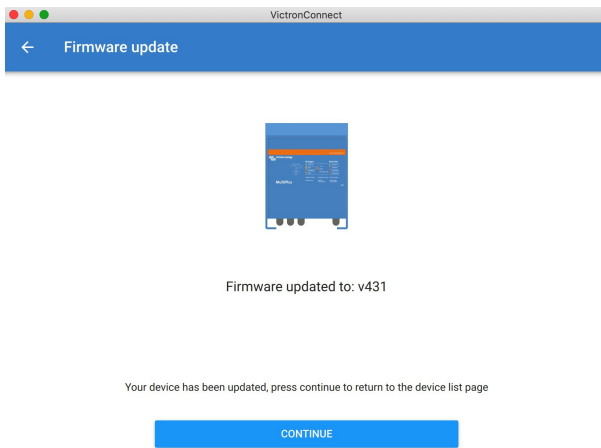 VictronConnect
Firmware update
MultiPlus
Firmware updated to: v431
Your device has been updated, press continue to return to the device list page
CONTINUE